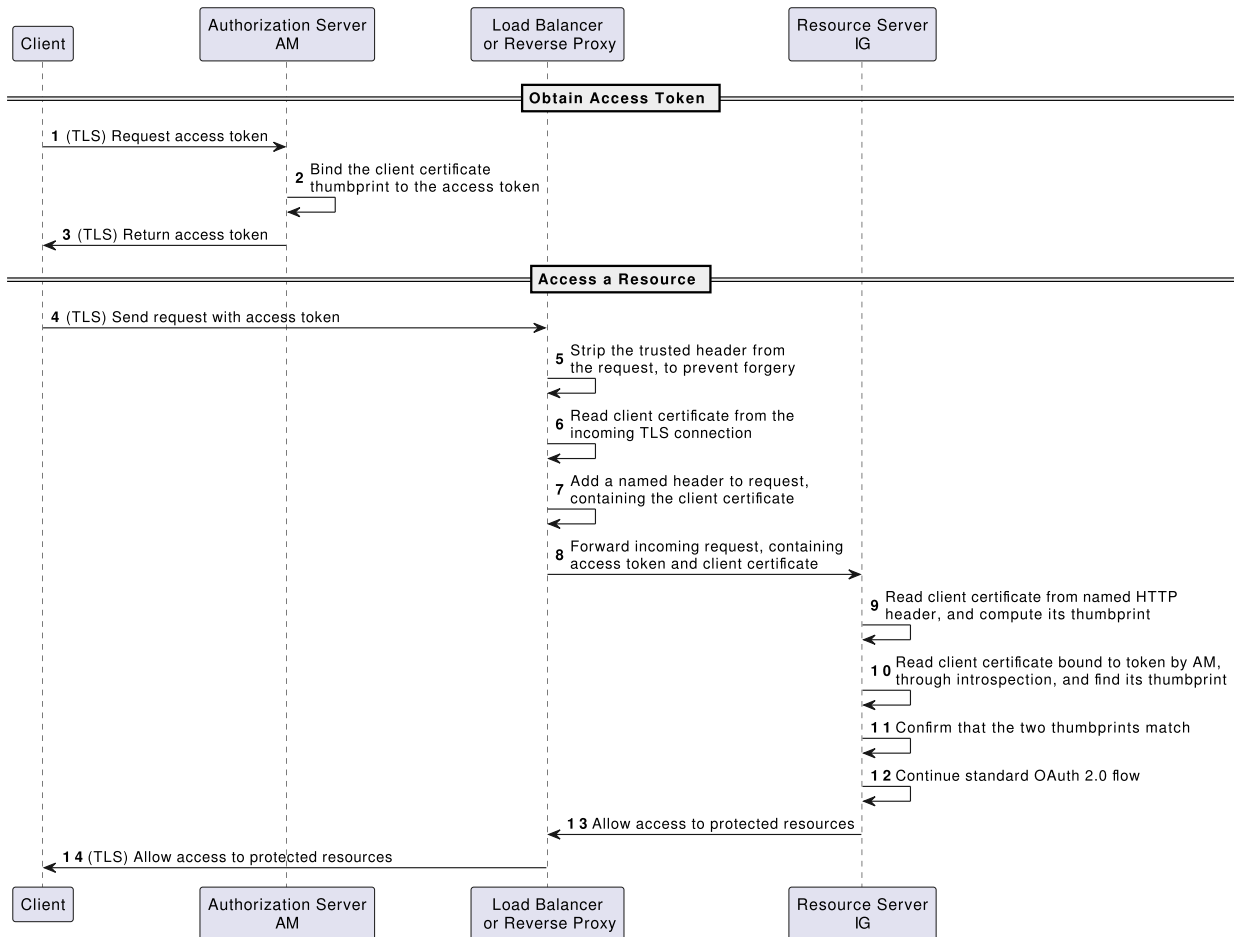 Client
Authorization Server
AM
Load Balancer
or Reverse Proxy
Resource Server
IG
Obtain Access Token
1 (TLS) Request access token
2 Bind the client certificate
thumbprint to the access token
3 (TLS) Return access token
Access a Resource
4 (TLS) Send request with access token
5 Strip the trusted header from
the request, to prevent forgery
6 Read client certificate from the
incoming TLS connection
7 Add a named header to request,
containing the client certificate
8 Forward incoming request, containing
access token and client certificate
9 Read client certificate from named HTTP
header, and compute its thumbprint
10 Read client certificate bound to token by AM,
through introspection, and find its thumbprint
11 Confirm that the two thumbprints match
12 Continue standard OAuth 2.0 flow
13 Allow access to protected resources
14 (TLS) Allow access to protected resources
Client
Authorization Server
AM
Load Balancer
or Reverse Proxy
Resource Server
IG